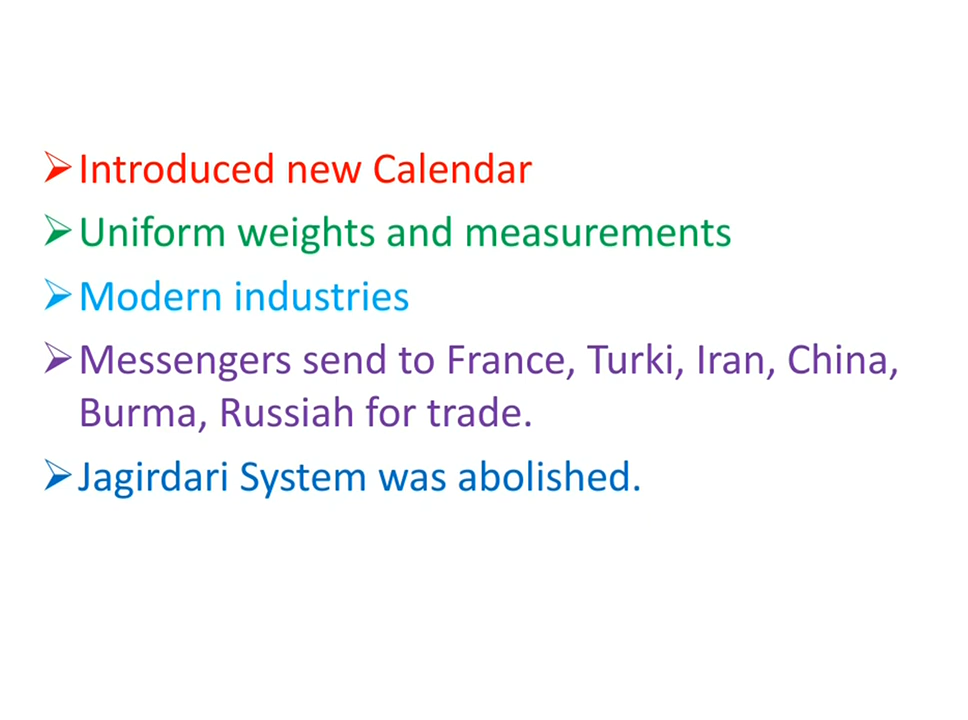 ➢Introduced new Calendar
➢Uniform weights and measurements
➢Modern industries
➢Messengers send to France, Turki, Iran, China,
Burma, Russiah for trade.
➢Jagirdari System was abolished.